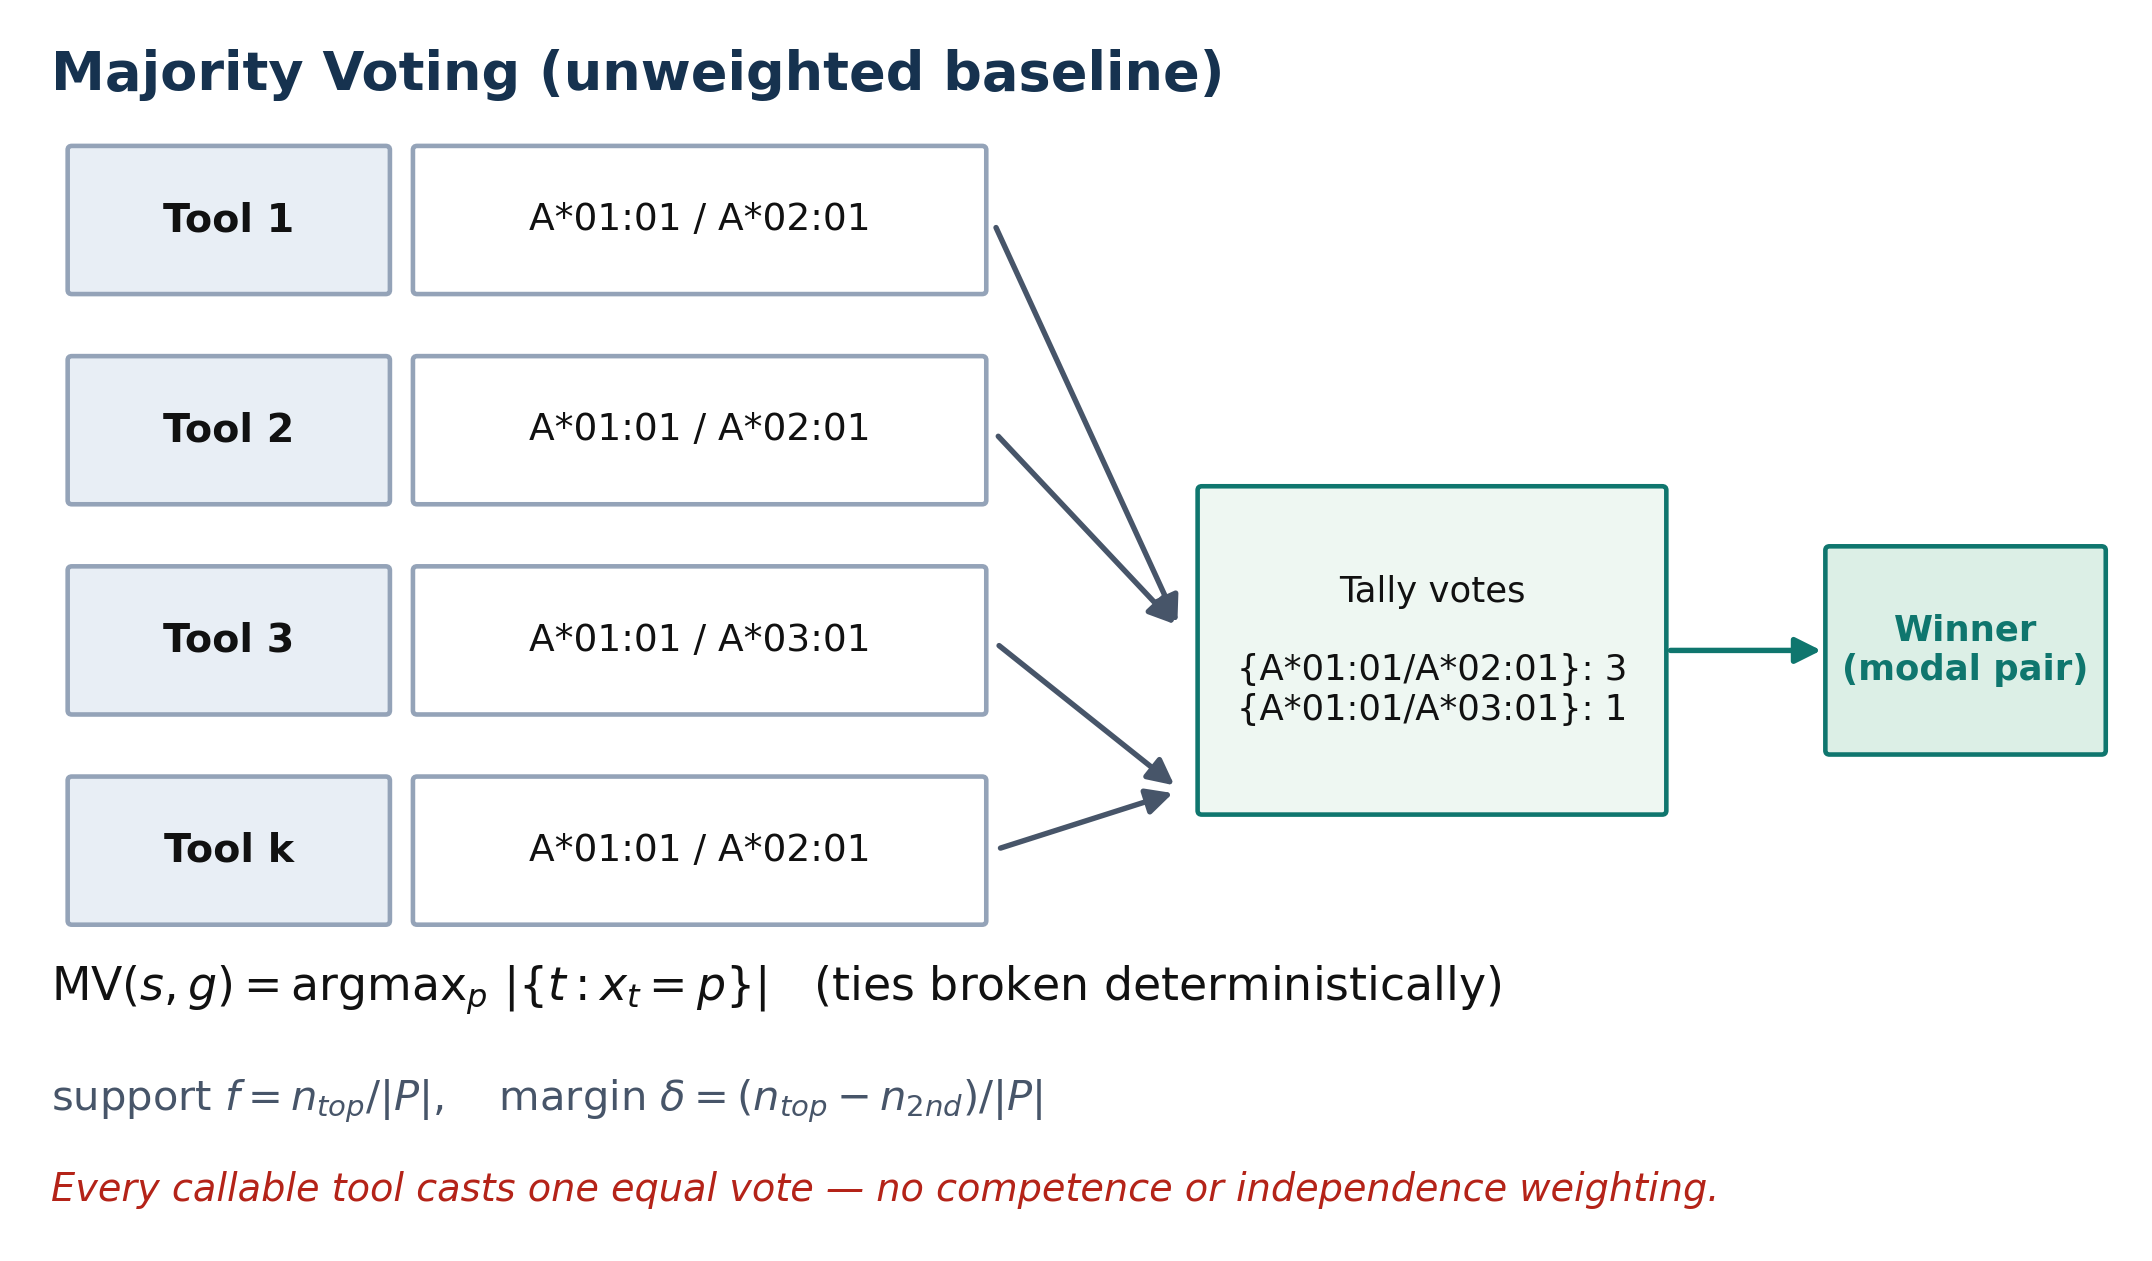 Majority Voting (unweighted baseline)
Tool 1
A*01:01 / A*02:01
Tool 2
A*01:01 / A*02:01
Tool 3
A*01:01 / A*03:01
Tool k
A*01:01 / A*02:01
Tally votes
{A*01:01/A*02:01}: 3
{A*01:01/A*03:01}: 1
Winner
(modal pair)
MV(s, g) = argmaxₚ |{t : xₜ = p}| (ties broken deterministically)
support f = n_top/|P|, margin δ = (n_top − n_2nd)/|P|
Every callable tool casts one equal vote — no competence or independence weighting.